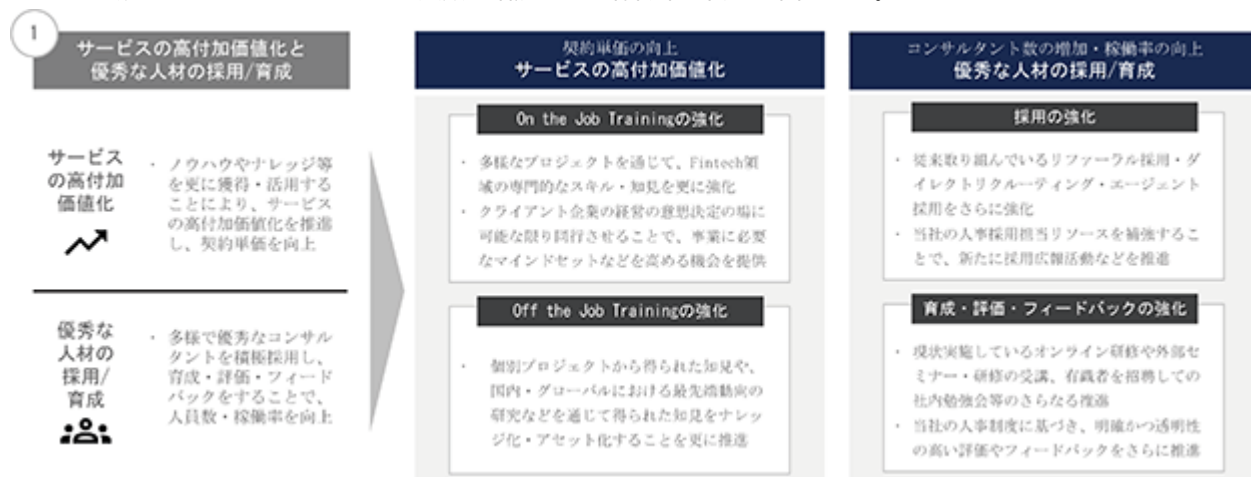 1
サービスの高付加価値化と
優秀な人材の採用/育成
サービス
の高付加
価値化
・ ノウハウやナレッジ等
を更に獲得・活用する
ことにより、サービス
の高付加価値化を推進
し、契約単価を向上
優秀な
人材の
採用/
育成
・ 多様で優秀なコンサル
タントを積極採用し、
育成・評価・フィード
バックをすることで、
人員数・稼働率を向上
契約単価の向上
サービスの高付加価値化
On the Job Trainingの強化
・ 多様なプロジェクトを通じて、Fintech領
域の専門的なスキル・知見を更に強化
・ クライアント企業の経営の意思決定の場に
可能な限り同行させることで、事業に必要
なマインドセットなどを高める機会を提供
Off the Job Trainingの強化
・ 個別プロジェクトから得られた知見や、
国内・グローバルにおける最先端動向の
研究などを通じて得られた知見をナレッ
ジ化・アセット化することを更に推進
コンサルタント数の増加・稼働率の向上
優秀な人材の採用/育成
採用の強化
・ 従来取り組んでいるリファーラル採用・ダ
イレクトリクルーティング・エージェント
採用をさらに強化
・ 当社の人事採用担当リソースを補強するこ
とで、新たに採用広報活動などを推進
育成・評価・フィードバックの強化
・ 現状実施しているオンライン研修や外部セ
ミナー・研修の受講、有識者を招聘しての
社内勉強会等のさらなる推進
・ 当社の人事制度に基づき、明確かつ透明性
の高い評価やフィードバックをさらに推進